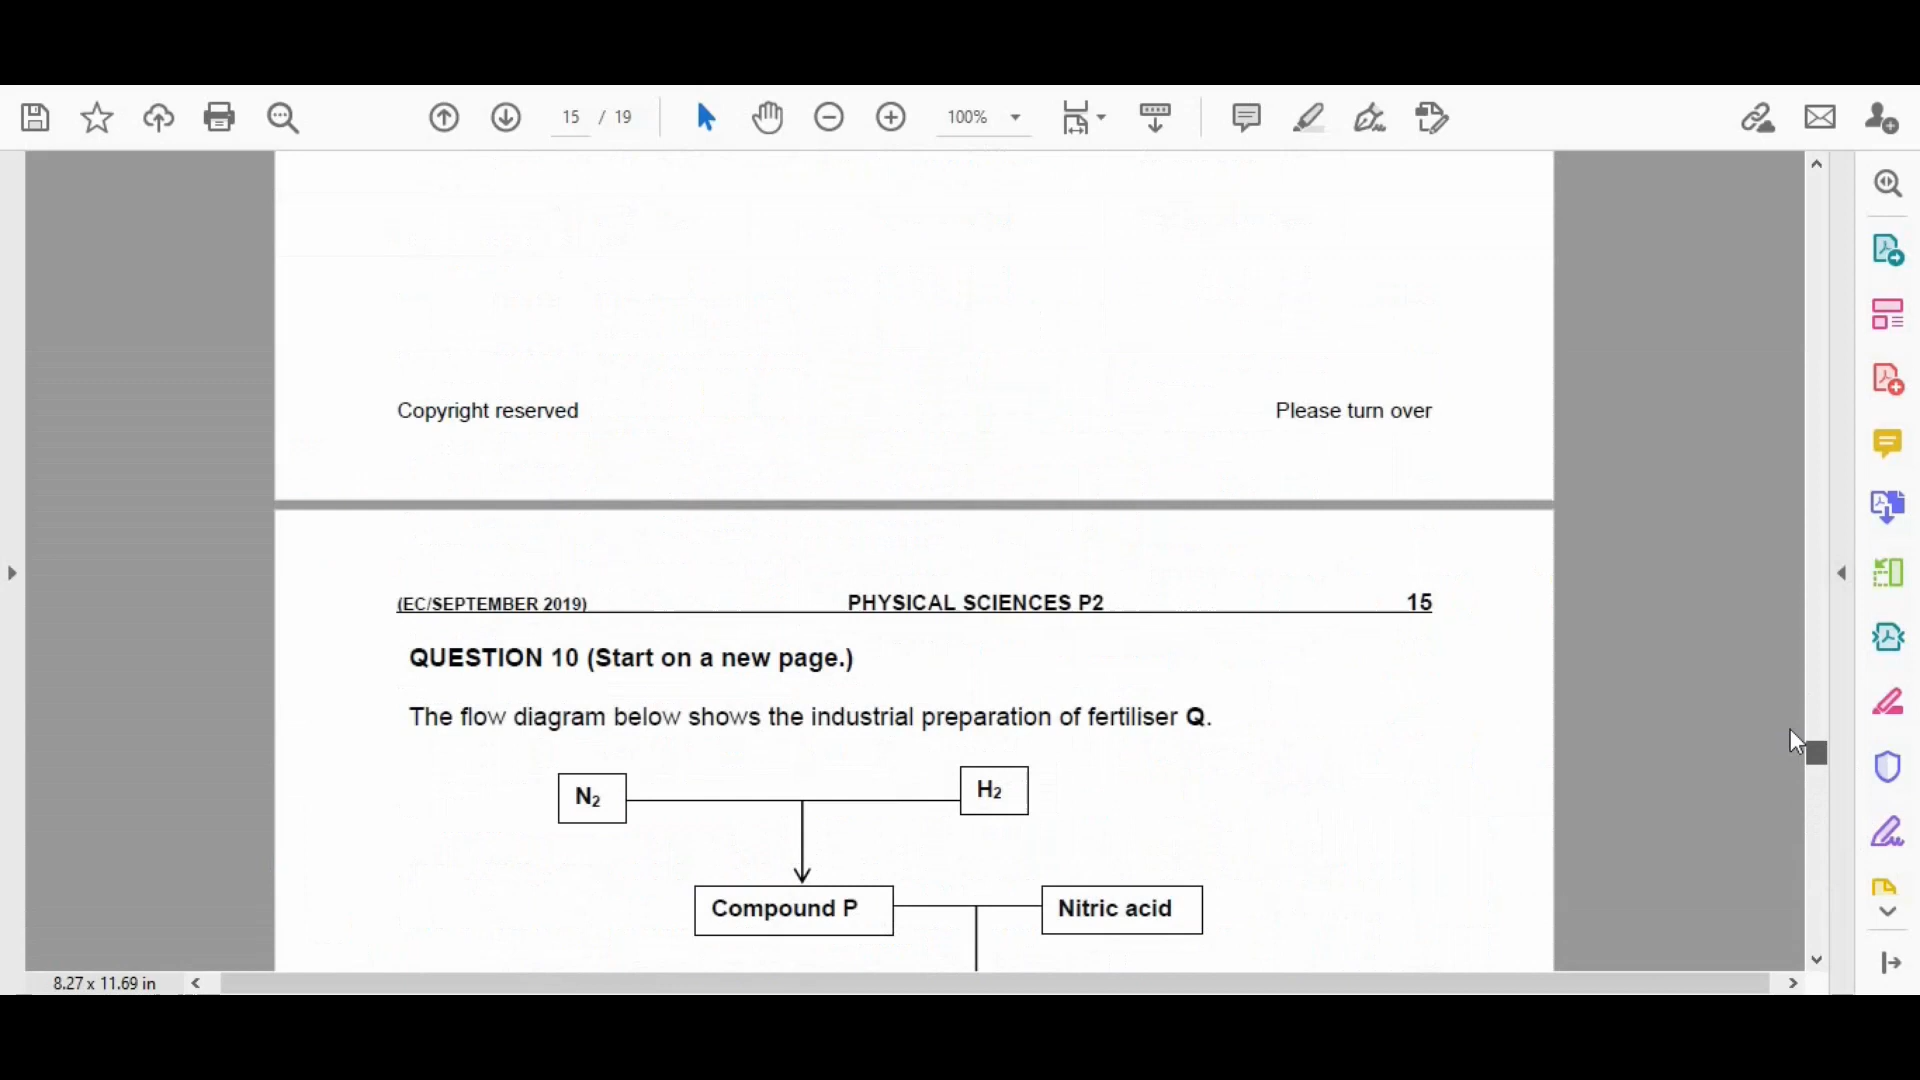 15 / 19
100%
Copyright reserved Please turn over
(EC/SEPTEMBER 2019) PHYSICAL SCIENCES P2 15
QUESTION 10 (Start on a new page.)
The flow diagram below shows the industrial preparation of fertiliser Q.
N₂ H₂
Compound P Nitric acid
8.27 x 11.69 in